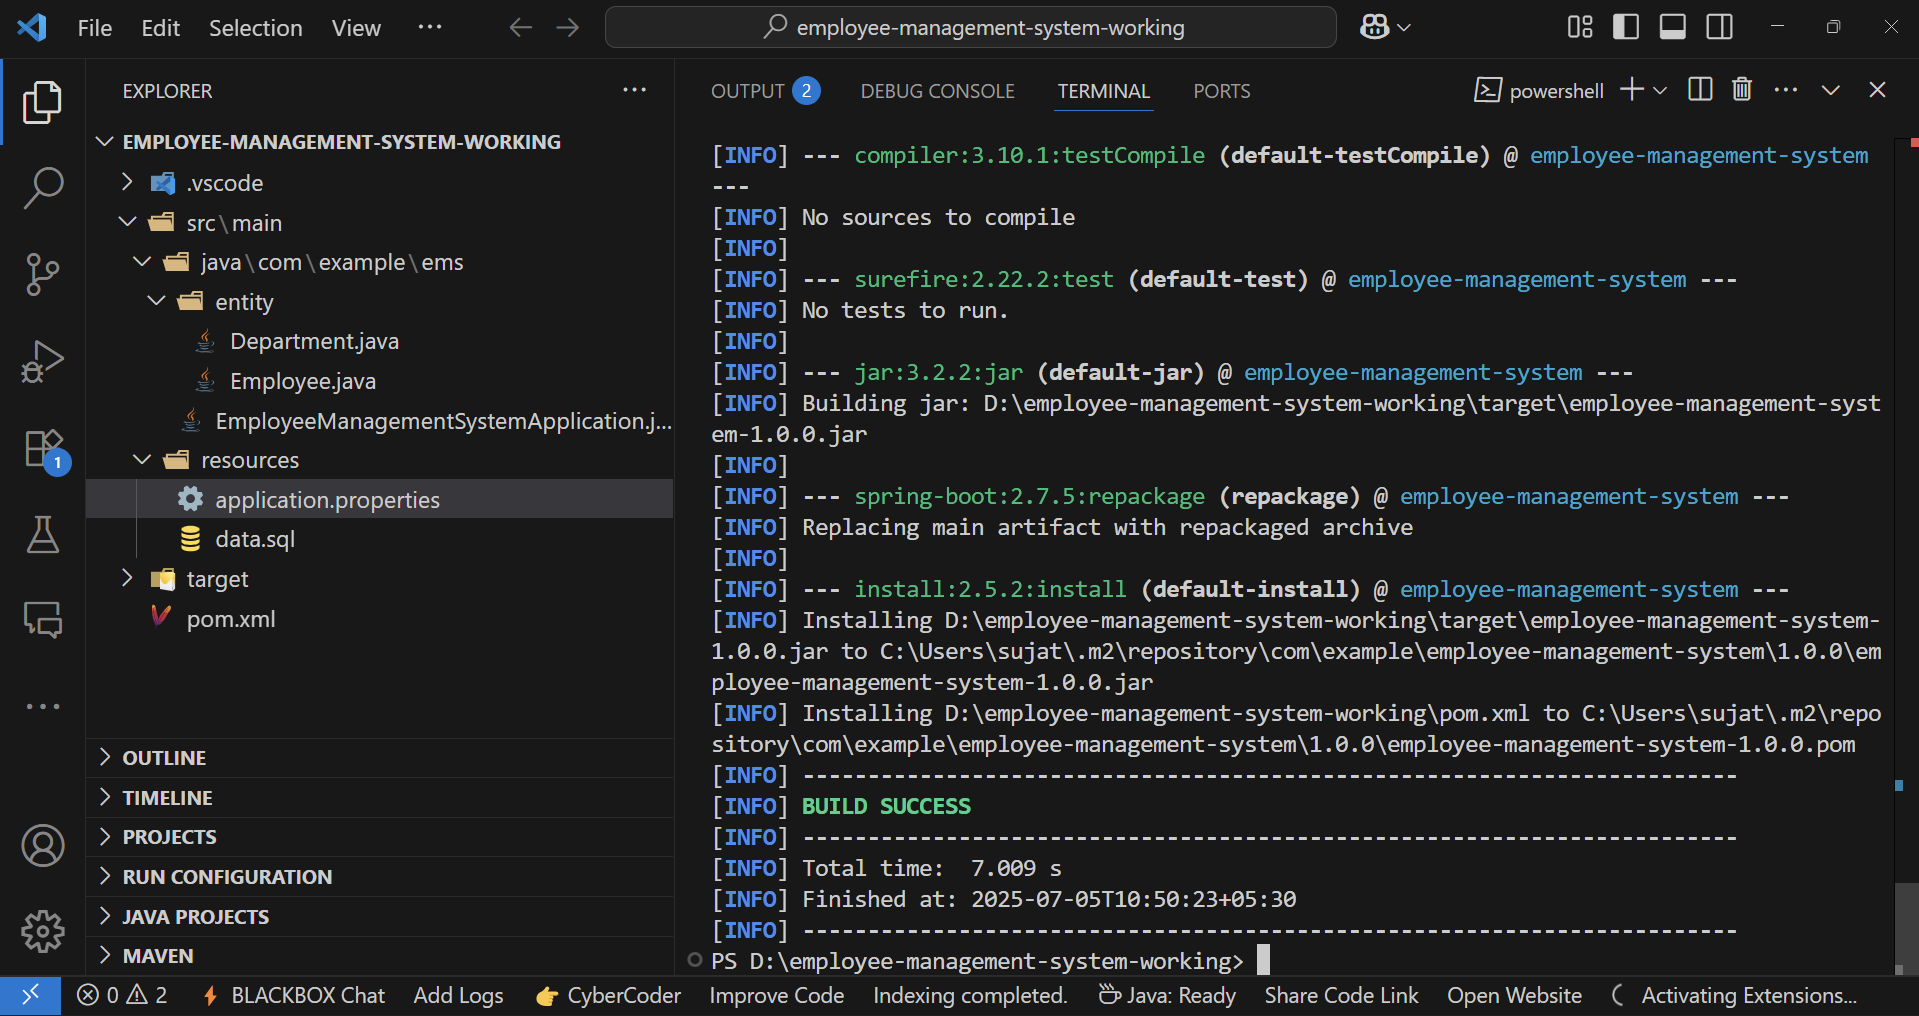 File Edit Selection View ···
employee-management-system-working
EXPLORER ···
EMPLOYEE-MANAGEMENT-SYSTEM-WORKING
.vscode
src\main
java\com\example\ems
entity
Department.java
Employee.java
EmployeeManagementSystemApplication.j...
resources
application.properties
data.sql
target
pom.xml
1
OUTLINE
TIMELINE
PROJECTS
RUN CONFIGURATION
JAVA PROJECTS
MAVEN
OUTPUT 2 DEBUG CONSOLE TERMINAL PORTS
powershell
[INFO] --- compiler:3.10.1:testCompile (default-testCompile) @ employee-management-system
---
[INFO] No sources to compile
[INFO]
[INFO] --- surefire:2.22.2:test (default-test) @ employee-management-system ---
[INFO] No tests to run.
[INFO]
[INFO] --- jar:3.2.2:jar (default-jar) @ employee-management-system ---
[INFO] Building jar: D:\employee-management-system-working\target\employee-management-syst
em-1.0.0.jar
[INFO]
[INFO] --- spring-boot:2.7.5:repackage (repackage) @ employee-management-system ---
[INFO] Replacing main artifact with repackaged archive
[INFO]
[INFO] --- install:2.5.2:install (default-install) @ employee-management-system ---
[INFO] Installing D:\employee-management-system-working\target\employee-management-system-
1.0.0.jar to C:\Users\sujat\.m2\repository\com\example\employee-management-system\1.0.0\em
ployee-management-system-1.0.0.jar
[INFO] Installing D:\employee-management-system-working\pom.xml to C:\Users\sujat\.m2\repo
sitory\com\example\employee-management-system\1.0.0\employee-management-system-1.0.0.pom
[INFO] ------------------------------------------------------------------------
[INFO] BUILD SUCCESS
[INFO] ------------------------------------------------------------------------
[INFO] Total time:  7.009 s
[INFO] Finished at: 2025-07-05T10:50:23+05:30
[INFO] ------------------------------------------------------------------------
PS D:\employee-management-system-working>
0 2 BLACKBOX Chat Add Logs CyberCoder Improve Code Indexing completed. Java: Ready Share Code Link Open Website Activating Extensions...